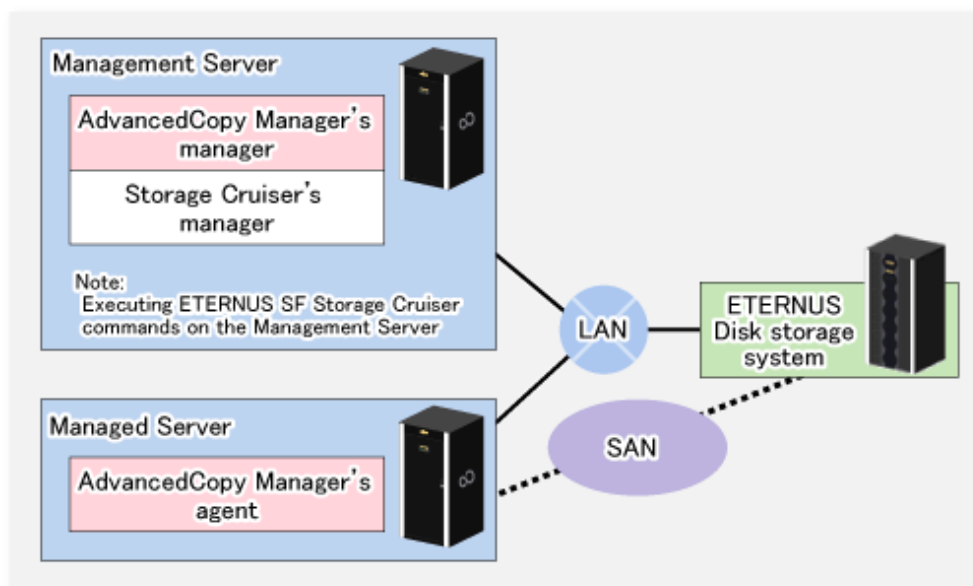 Management Server
AdvancedCopy Manager's
manager
Storage Cruiser's
manager
Note:
Executing ETERNUS SF Storage Cruiser
commands on the Management Server
LAN
ETERNUS
Disk storage
system
Managed Server
AdvancedCopy Manager's
agent
SAN